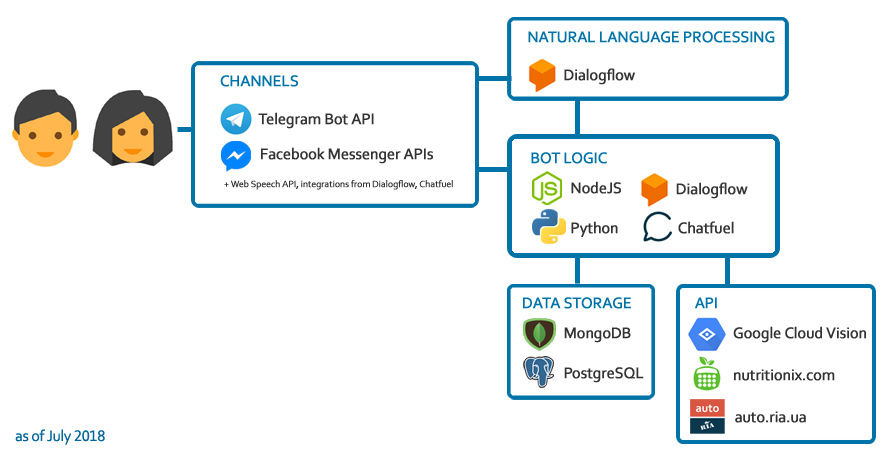 NATURAL LANGUAGE PROCESSING
Dialogflow
CHANNELS
Telegram Bot API
Facebook Messenger APIs
+ Web Speech API, integrations from Dialogflow, Chatfuel
BOT LOGIC
NodeJS
Dialogflow
Python
Chatfuel
DATA STORAGE
MongoDB
PostgreSQL
API
Google Cloud Vision
nutritionix.com
auto
RIA
auto.ria.ua
as of July 2018